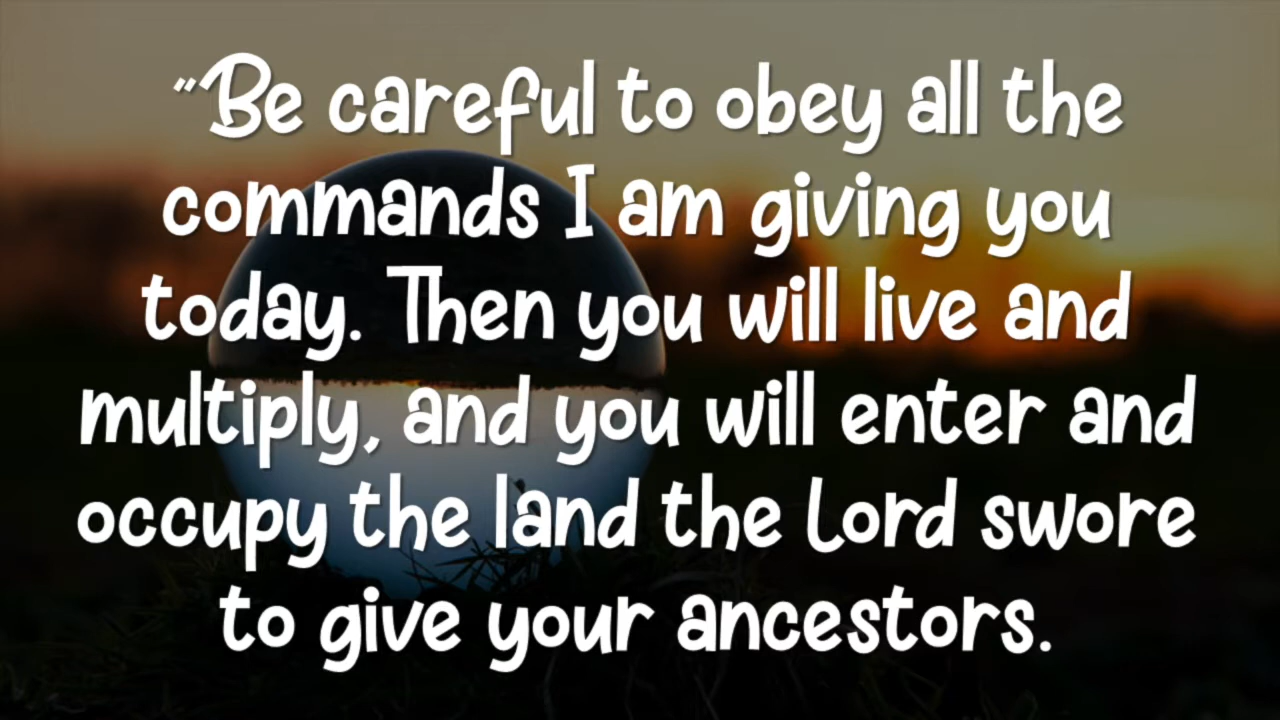 “Be careful to obey all the
commands I am giving you
today. Then you will live and
multiply, and you will enter and
occupy the land the Lord swore
to give your ancestors.